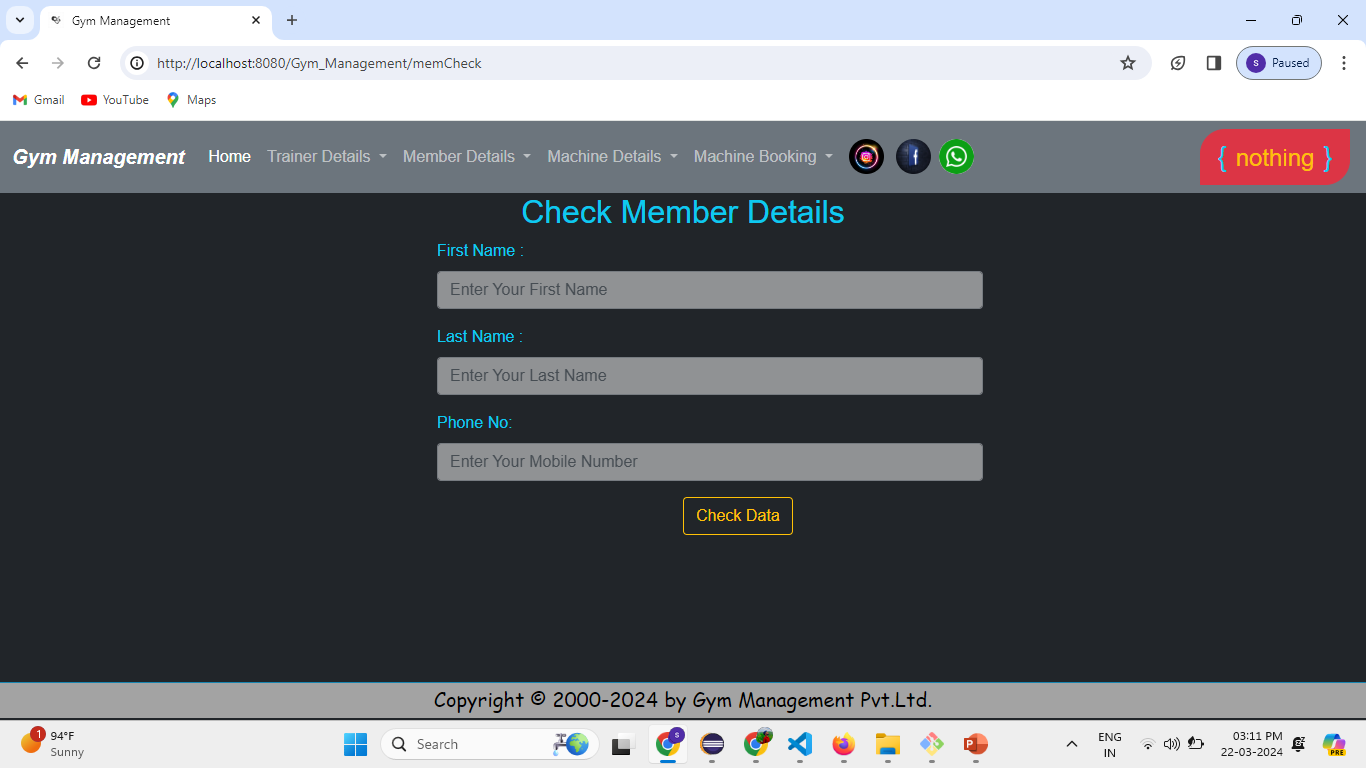 Gym Management
http://localhost:8080/Gym_Management/memCheck
S Paused
Gmail YouTube Maps
Gym Management Home Trainer Details Member Details Machine Details Machine Booking { nothing }
Check Member Details
First Name :
Enter Your First Name
Last Name :
Enter Your Last Name
Phone No:
Enter Your Mobile Number
Check Data
Copyright © 2000-2024 by Gym Management Pvt.Ltd.
1 94°F
Sunny
Search
S
P
ENG
IN
03:11 PM
22-03-2024
PRE